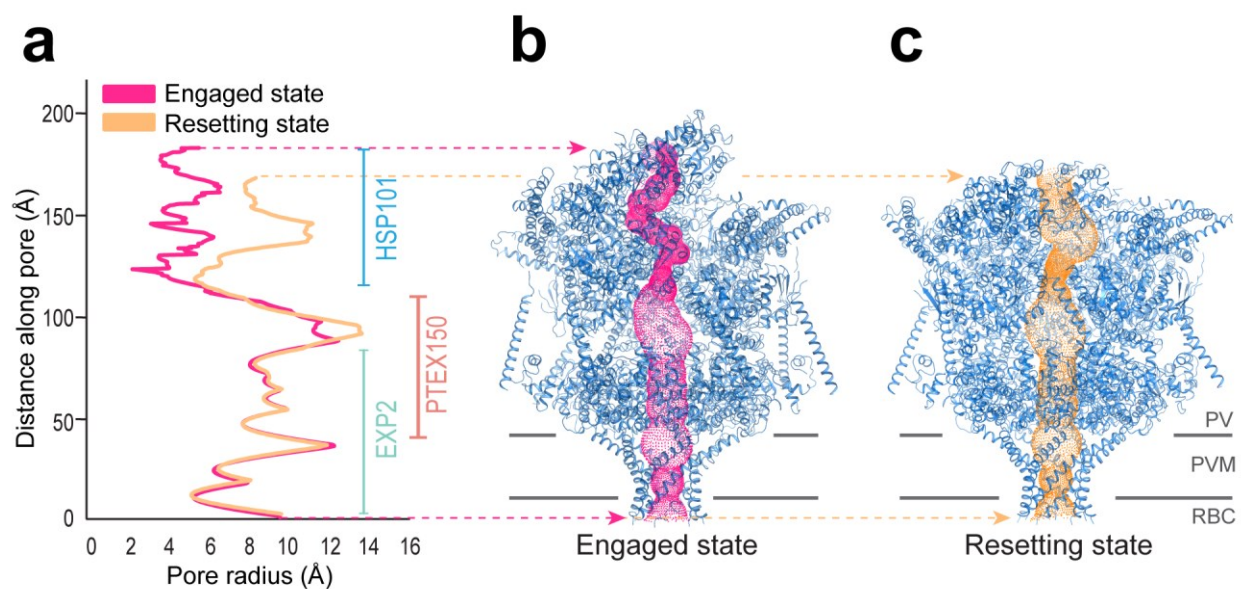 a
b
c
Engaged state
Resetting state
200
150
100
50
0
Distance along pore (Å)
0 2 4 6 8 10 12 14 16
Pore radius (Å)
HSP101
PTEX150
EXP2
PV
PVM
RBC
Engaged state
Resetting state